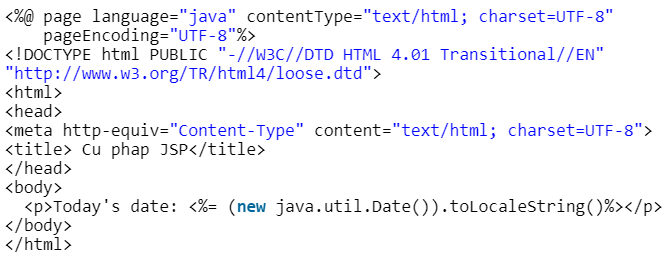 <%@ page language="java" contentType="text/html; charset=UTF-8"
    pageEncoding="UTF-8"%>
<!DOCTYPE html PUBLIC "-//W3C//DTD HTML 4.01 Transitional//EN"
"http://www.w3.org/TR/html4/loose.dtd">
<html>
<head>
<meta http-equiv="Content-Type" content="text/html; charset=UTF-8">
<title> Cu phap JSP</title>
</head>
<body>
  <p>Today's date: <%= (new java.util.Date()).toLocaleString()%></p>
</body>
</html>